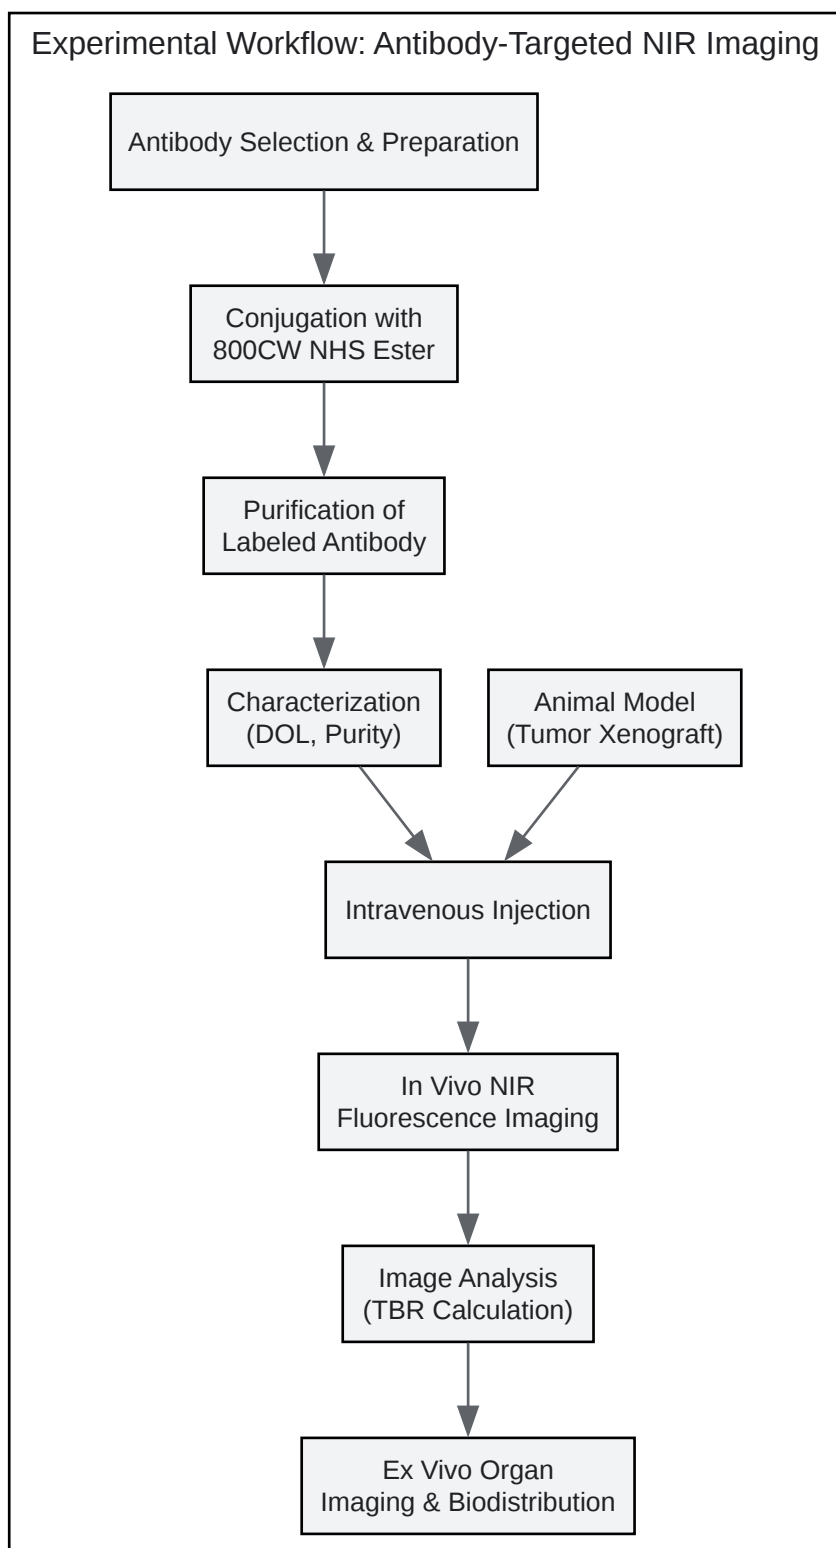 Experimental Workflow: Antibody-Targeted NIR Imaging
Antibody Selection & Preparation
Conjugation with
800CW NHS Ester
Purification of
Labeled Antibody
Characterization
(DOL, Purity)
Animal Model
(Tumor Xenograft)
Intravenous Injection
In Vivo NIR
Fluorescence Imaging
Image Analysis
(TBR Calculation)
Ex Vivo Organ
Imaging & Biodistribution